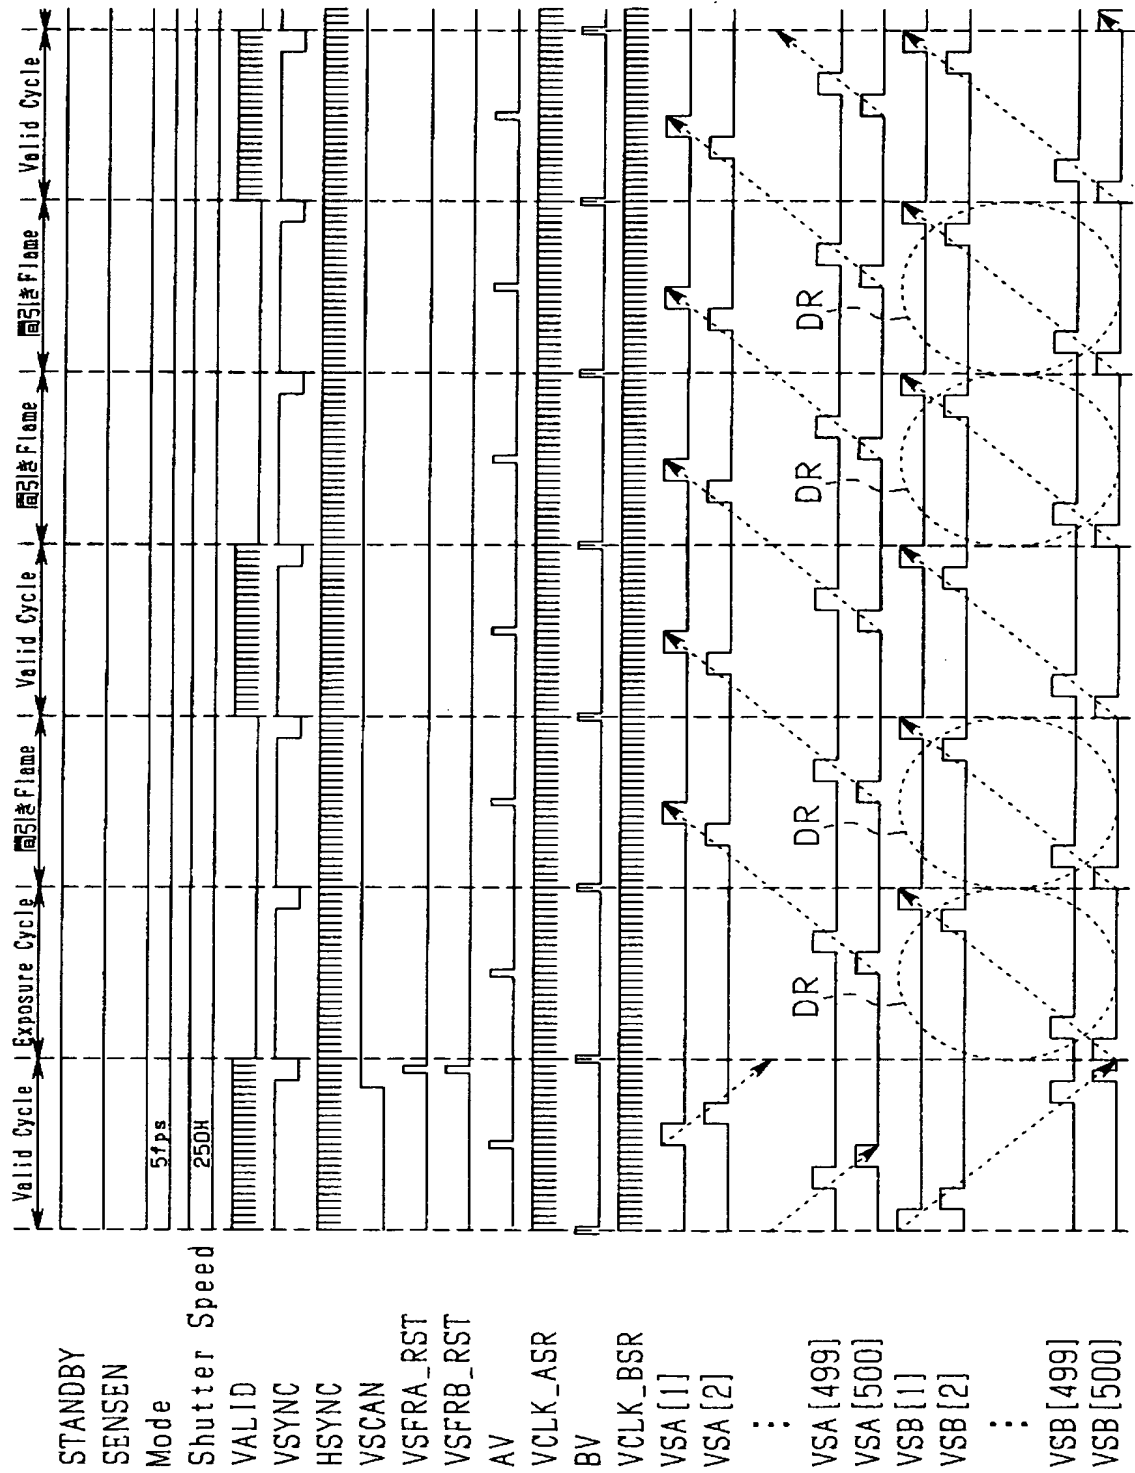 Valid Cycle
Exposure Cycle
間引きFlame
Valid Cycle
間引きFlame
間引きFlame
Valid Cycle
STANDBY
SENSEN
Mode
5fps
Shutter Speed
250H
VALID
VSYNC
HSYNC
VSCAN
VSFRA_RST
VSFRB_RST
AV
VCLK_ASR
BV
VCLK_BSR
VSA[1]
VSA[2]
⋮
DR
DR
DR
DR
VSA[499]
VSA[500]
VSB[1]
VSB[2]
⋮
VSB[499]
VSB[500]